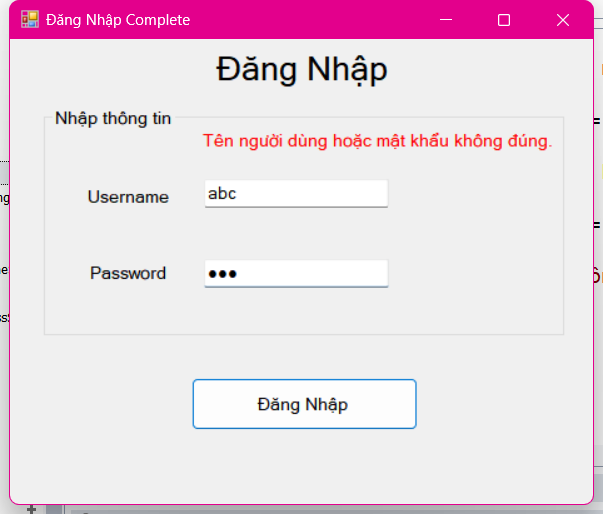 Đăng Nhập Complete
Đăng Nhập
Nhập thông tin
Tên người dùng hoặc mật khẩu không đúng.
Username
abc
Password
●●●
Đăng Nhập